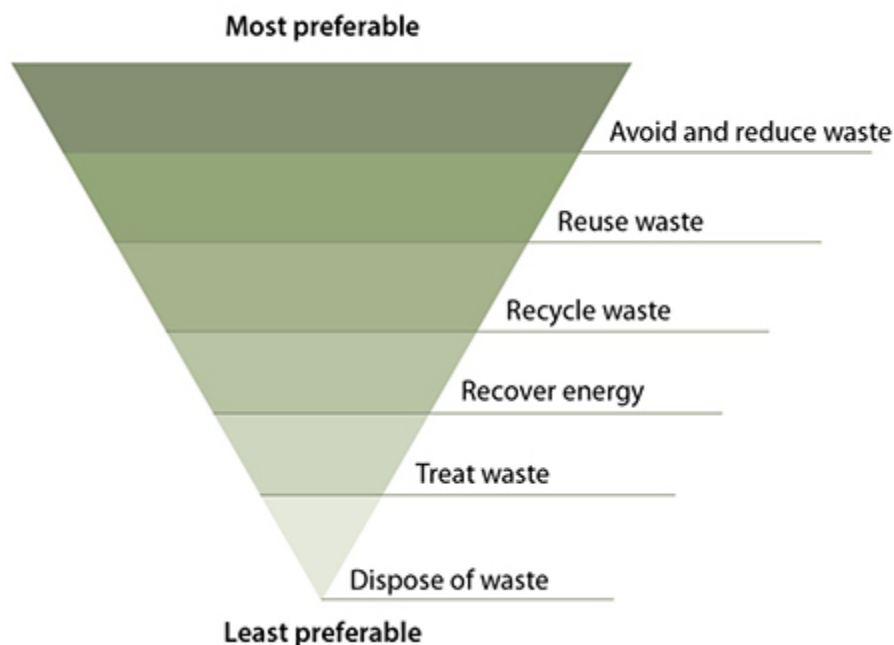 Most preferable
Avoid and reduce waste
Reuse waste
Recycle waste
Recover energy
Treat waste
Dispose of waste
Least preferable